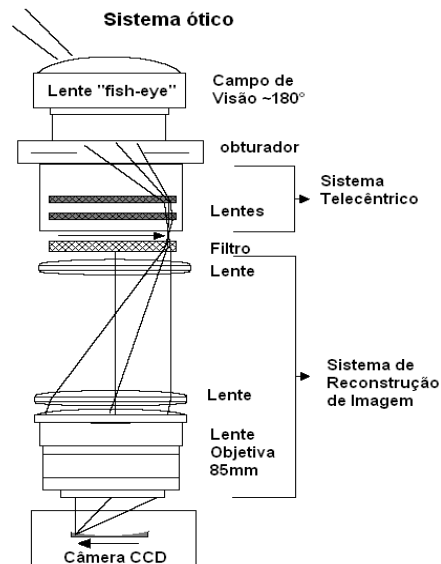 Sistema ótico
Lente "fish-eye"
Campo de
Visão ~180°
obturador
Sistema
Telecêntrico
Lentes
Filtro
Lente
Sistema de
Reconstrução
de Imagem
Lente
Lente
Objetiva
85mm
Câmera CCD